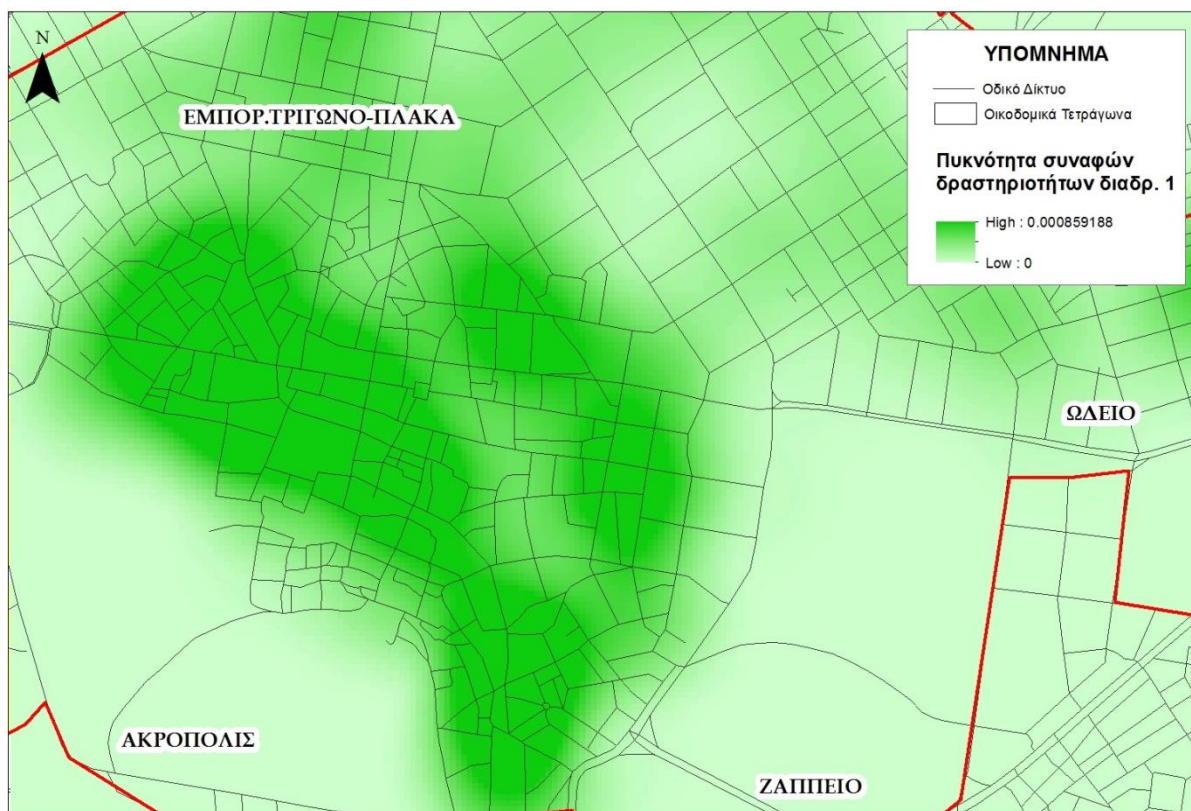 N
ΕΜΠΟΡ.ΤΡΙΓΩΝΟ-ΠΛΑΚΑ
ΥΠΟΜΝΗΜΑ
Οδικό Δίκτυο
Οικοδομικά Τετράγωνα
Πυκνότητα συναφών
δραστηριοτήτων διαδρ. 1
High : 0.000859188
Low : 0
ΩΔΕΙΟ
ΑΚΡΟΠΟΛΙΣ
ΖΑΠΠΕΙΟ